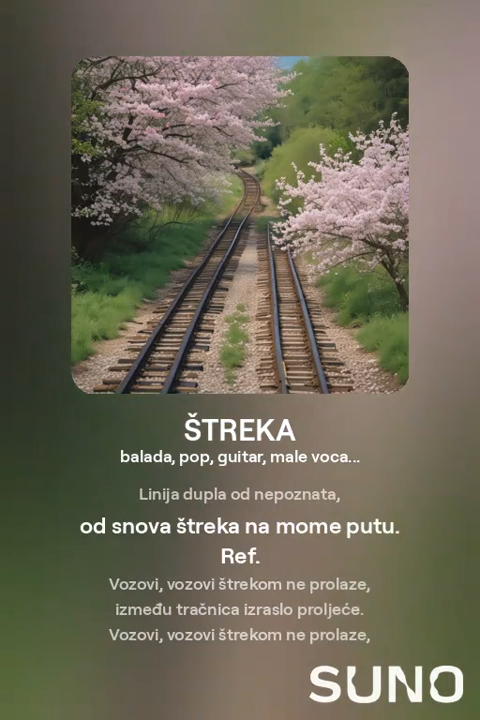 ŠTREKA
balada, pop, guitar, male voca...
Linija dupla od nepoznata,
od snova štreka na mome putu.
Ref.
Vozovi, vozovi štrekom ne prolaze,
između tračnica izraslo proljeće.
Vozovi, vozovi štrekom ne prolaze,
SUNO